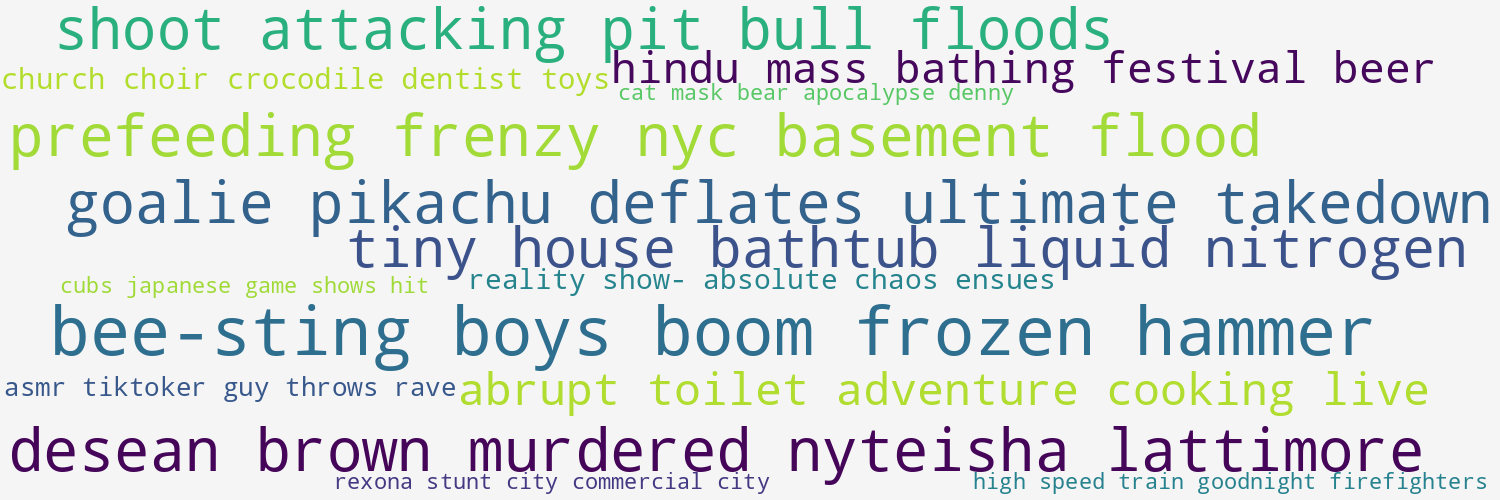 shoot attacking pit bull floods
hindu mass bathing festival beer
church choir crocodile dentist toys
cat mask bear apocalypse denny
prefeeding frenzy nyc basement flood
goalie pikachu deflates ultimate takedown
tiny house bathtub liquid nitrogen
reality show- absolute chaos ensues
cubs japanese game shows hit
bee-sting boys boom frozen hammer
asmr tiktoker guy throws rave
abrupt toilet adventure cooking live
desean brown murdered nyteisha lattimore
rexona stunt city commercial city
high speed train goodnight firefighters